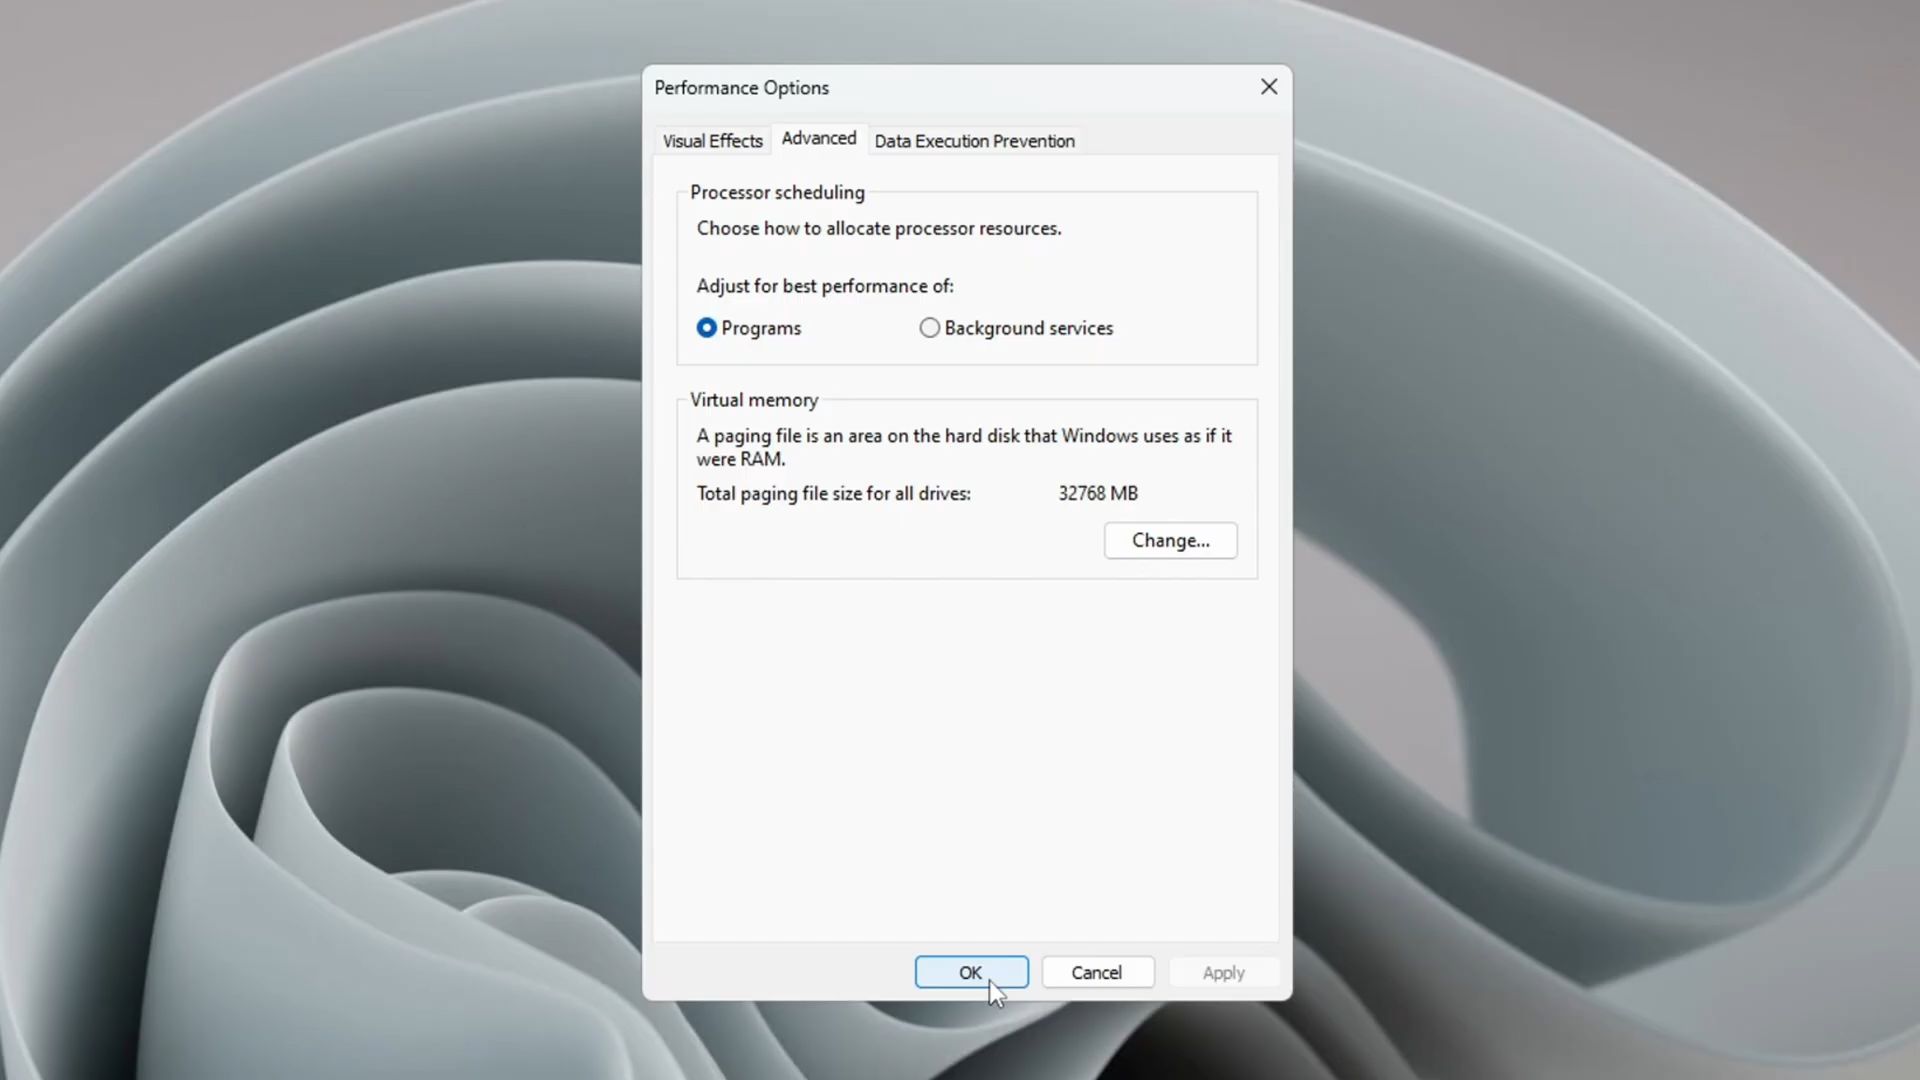 Performance Options
Visual Effects
Advanced
Data Execution Prevention
Processor scheduling
Choose how to allocate processor resources.
Adjust for best performance of:
Programs
Background services
Virtual memory
A paging file is an area on the hard disk that Windows uses as if it
were RAM.
Total paging file size for all drives: 32768 MB
Change...
OK
Cancel
Apply